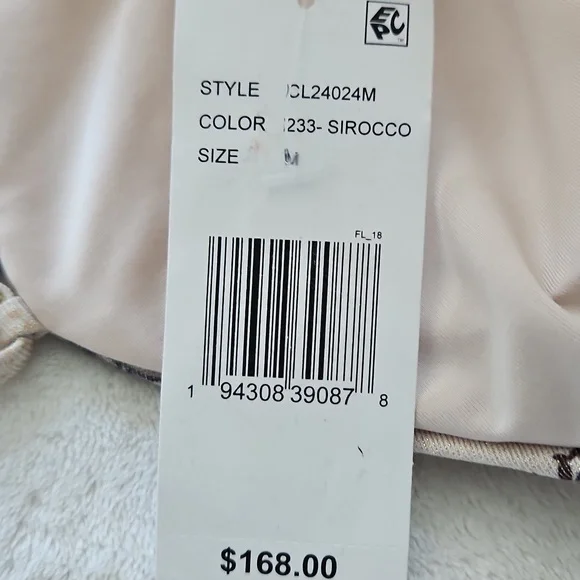 EPC
STYLE CL24024M
COLOR 233- SIROCCO
SIZE M
FL_18
1 94308 39087 8
$168.00